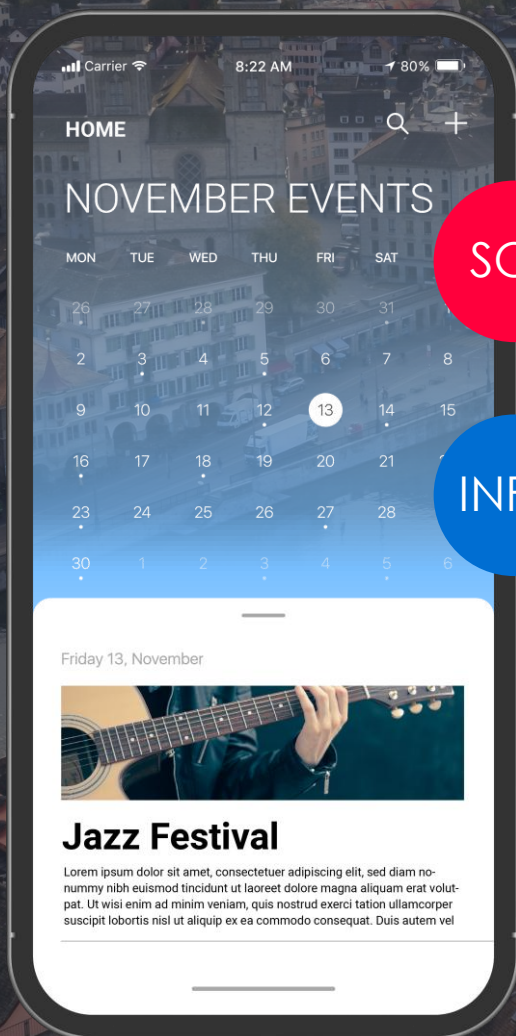 Carrier 8:22 AM 80%
HOME
NOVEMBER EVENTS
MON TUE WED THU FRI SAT
SO
26 27 28 29 30 31
2 3 4 5 6 7 8
9 10 11 12 13 14 15
16 17 18 19 20 21
INF
23 24 25 26 27 28
30 1 2 3 4 5 6
Friday 13, November
Jazz Festival
Lorem ipsum dolor sit amet, consectetuer adipiscing elit, sed diam no-
nummy nibh euismod tincidunt ut laoreet dolore magna aliquam erat volut-
pat. Ut wisi enim ad minim veniam, quis nostrud exerci tation ullamcorper
suscipit lobortis nisl ut aliquip ex ea commodo consequat. Duis autem vel